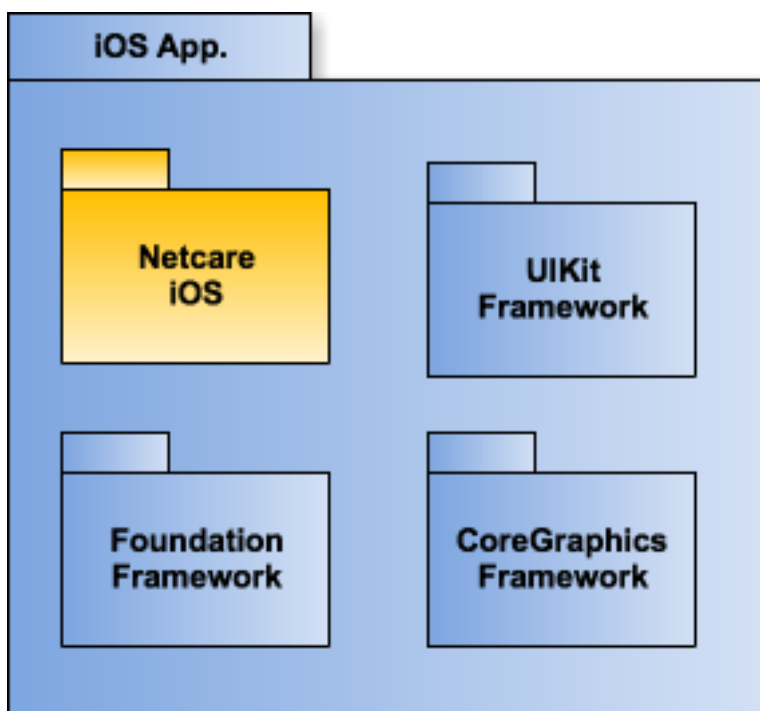 iOS App.
Netcare
iOS
UIKit
Framework
Foundation
Framework
CoreGraphics
Framework